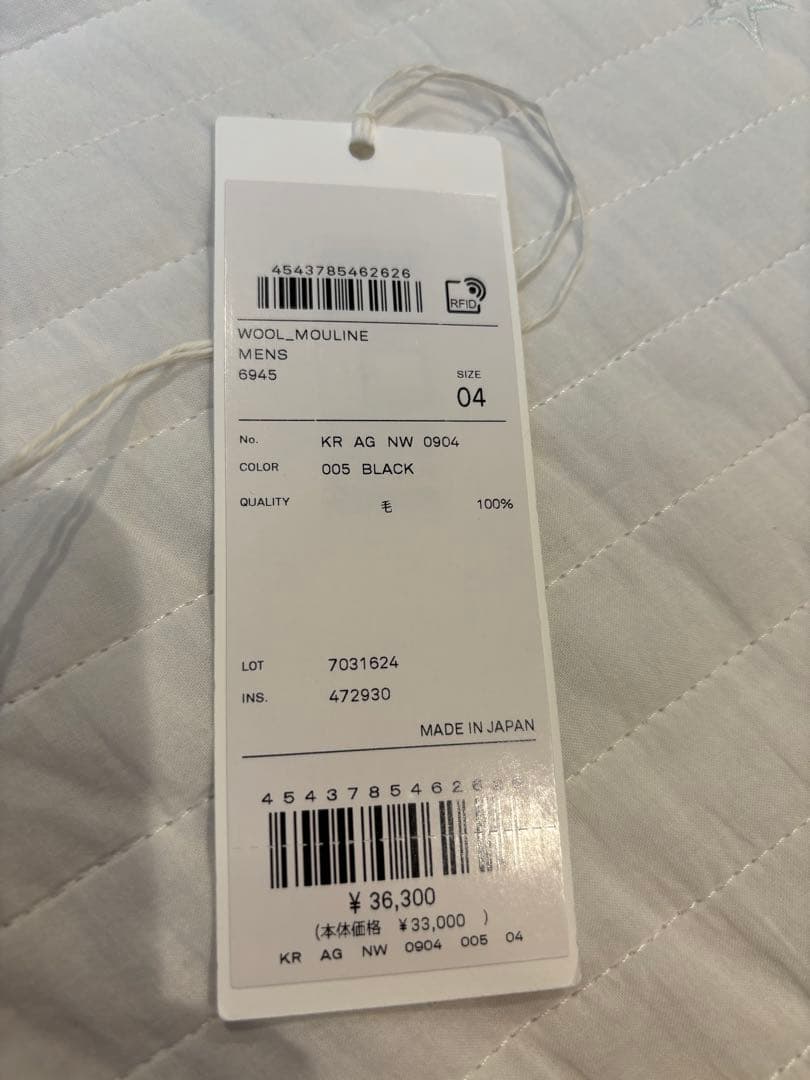 4543785462626
RFID
WOOL_MOULINE
MENS
6945
SIZE
04
No. KR AG NW 0904
COLOR 005 BLACK
QUALITY 毛 100%
LOT 7031624
INS. 472930
MADE IN JAPAN
4543785462626
¥ 36,300
(本体価格 ¥33,000 )
KR AG NW 0904 005 04